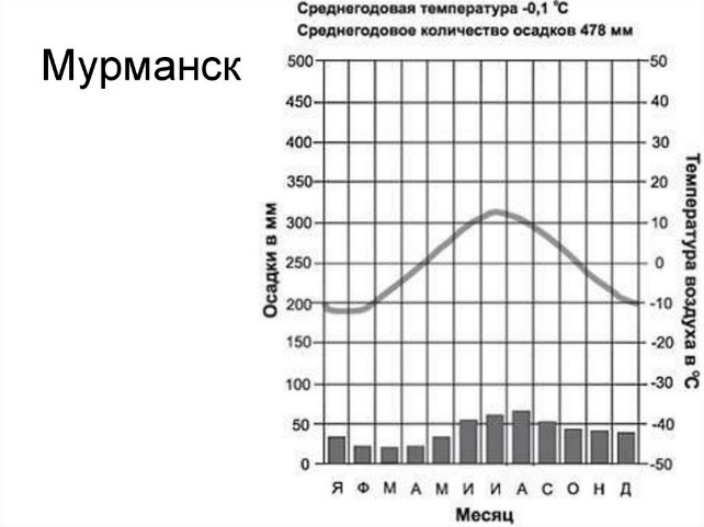 Среднегодовая температура -0,1 °С
Среднегодовое количество осадков 478 мм
Мурманск
500 50
450 40
400 30
350 20
300 10
250 0
200 -10
150 -20
100 -30
50 -40
0 -50
Осадки в мм
Температура воздуха в °С
Я Ф М А М И И А С О Н Д
Месяц